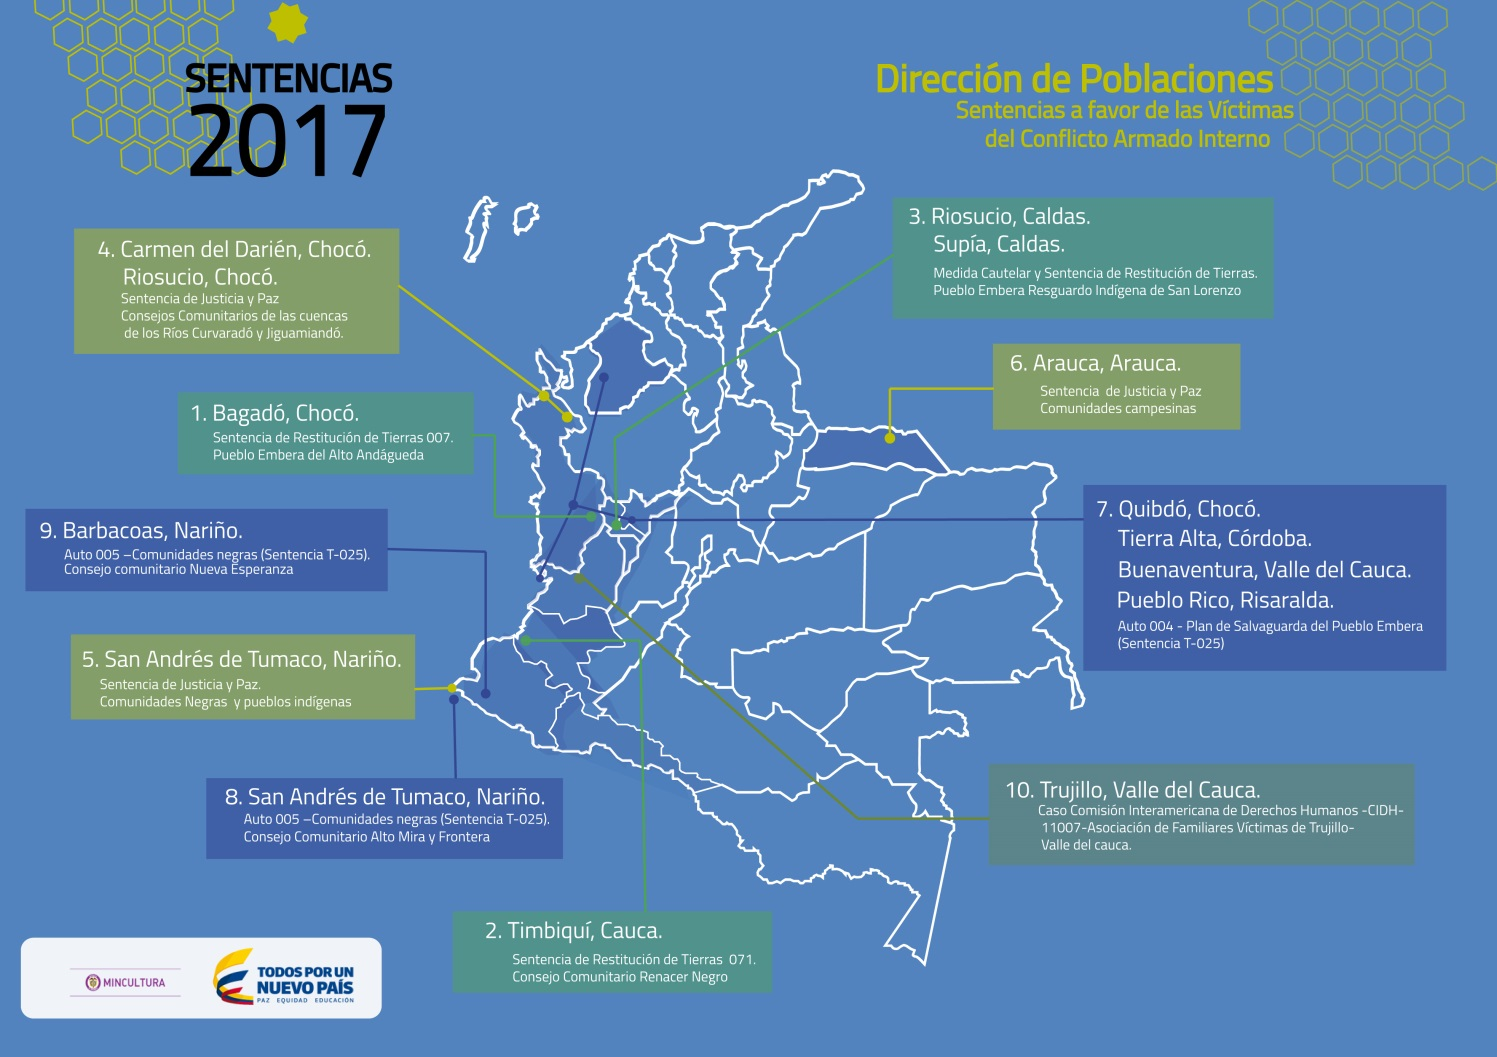 SENTENCIAS
2017
Dirección de Poblaciones
Sentencias a favor de las Víctimas
del Conflicto Armado Interno
4. Carmen del Darién, Chocó.
Riosucio, Chocó.
Sentencia de Justicia y Paz
Consejos Comunitarios de las cuencas
de los Ríos Curvaradó y Jiguamiandó.
3. Riosucio, Caldas.
Supía, Caldas.
Medida Cautelar y Sentencia de Restitución de Tierras.
Pueblo Embera Resguardo Indígena de San Lorenzo
6. Arauca, Arauca.
Sentencia de Justicia y Paz
Comunidades campesinas
1. Bagadó, Chocó.
Sentencia de Restitución de Tierras 007.
Pueblo Embera del Alto Andágueda
7. Quibdó, Chocó.
Tierra Alta, Córdoba.
Buenaventura, Valle del Cauca.
Pueblo Rico, Risaralda.
Auto 004 - Plan de Salvaguarda del Pueblo Embera
(Sentencia T-025)
9. Barbacoas, Nariño.
Auto 005 –Comunidades negras (Sentencia T-025).
Consejo comunitario Nueva Esperanza
5. San Andrés de Tumaco, Nariño.
Sentencia de Justicia y Paz.
Comunidades Negras y pueblos indígenas
8. San Andrés de Tumaco, Nariño.
Auto 005 –Comunidades negras (Sentencia T-025).
Consejo Comunitario Alto Mira y Frontera
10. Trujillo, Valle del Cauca.
Caso Comisión Interamericana de Derechos Humanos -CIDH-
11007-Asociación de Familiares Víctimas de Trujillo-
Valle del cauca.
2. Timbiquí, Cauca.
Sentencia de Restitución de Tierras 071.
Consejo Comunitario Renacer Negro
MINCULTURA
TODOS POR UN
NUEVO PAÍS
PAZ EQUIDAD EDUCACIÓN